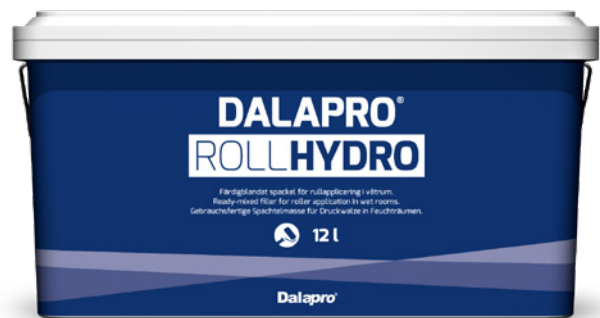 DALAPRO®
ROLLHYDRO
Färdigblandat spackel för rullapplicering i våtrum.
Ready-mixed filler for roller application in wet rooms.
Gebrauchsfertige Spachtelmasse für Druckwalze in Feuchträumen.
12 l
Dalapro®